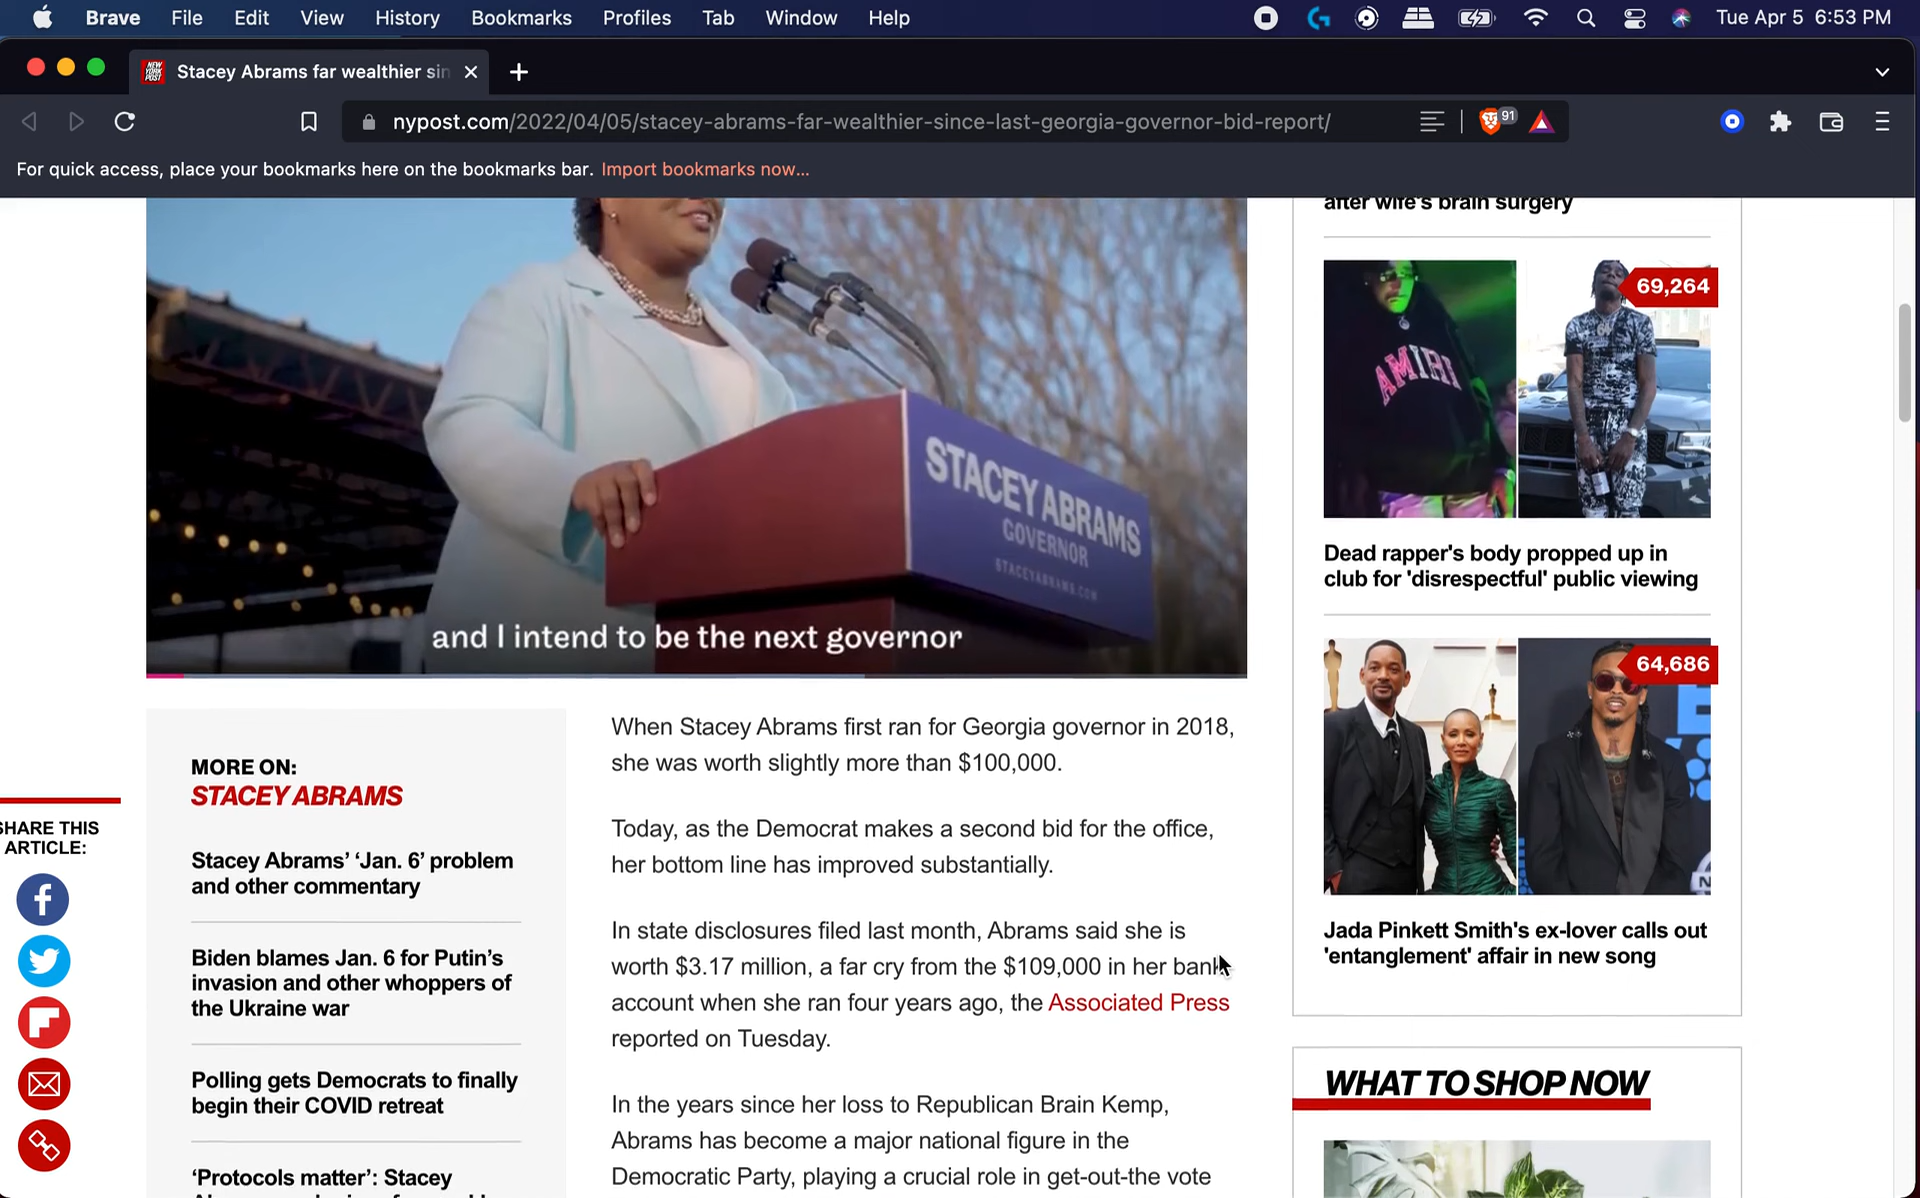 Brave File Edit View History Bookmarks Profiles Tab Window Help Tue Apr 5 6:53 PM
NEW YORK POST Stacey Abrams far wealthier sin
nypost.com/2022/04/05/stacey-abrams-far-wealthier-since-last-georgia-governor-bid-report/ 91
For quick access, place your bookmarks here on the bookmarks bar. Import bookmarks now...
STACEY ABRAMS
GOVERNOR
STACEYABRAMS.COM
and I intend to be the next governor
SHARE THIS
ARTICLE:
MORE ON:
STACEY ABRAMS
Stacey Abrams’ ‘Jan. 6’ problem
and other commentary
Biden blames Jan. 6 for Putin’s
invasion and other whoppers of
the Ukraine war
Polling gets Democrats to finally
begin their COVID retreat
‘Protocols matter’: Stacey
When Stacey Abrams first ran for Georgia governor in 2018,
she was worth slightly more than $100,000.
Today, as the Democrat makes a second bid for the office,
her bottom line has improved substantially.
In state disclosures filed last month, Abrams said she is
worth $3.17 million, a far cry from the $109,000 in her bank
account when she ran four years ago, the Associated Press
reported on Tuesday.
In the years since her loss to Republican Brain Kemp,
Abrams has become a major national figure in the
Democratic Party, playing a crucial role in get-out-the vote
after wife's brain surgery
69,264
AMIRI
Dead rapper's body propped up in
club for 'disrespectful' public viewing
64,686
Jada Pinkett Smith's ex-lover calls out
'entanglement' affair in new song
WHAT TO SHOP NOW